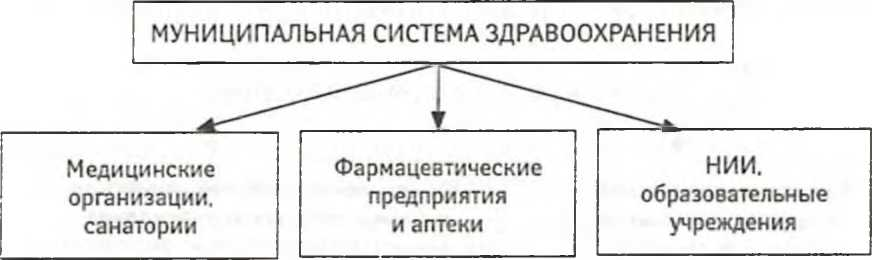 МУНИЦИПАЛЬНАЯ СИСТЕМА ЗДРАВООХРАНЕНИЯ
Медицинские
организации,
санатории
Фармацевтические
предприятия
и аптеки
НИИ,
образовательные
учреждения